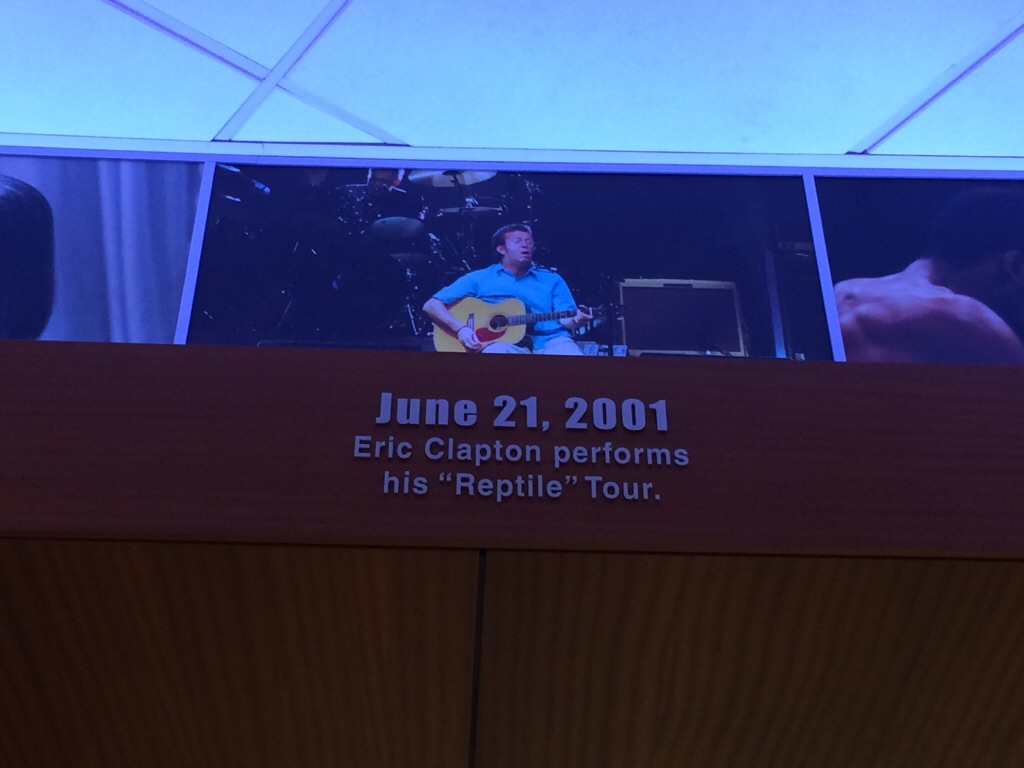 June 21, 2001
Eric Clapton performs
his “Reptile” Tour.